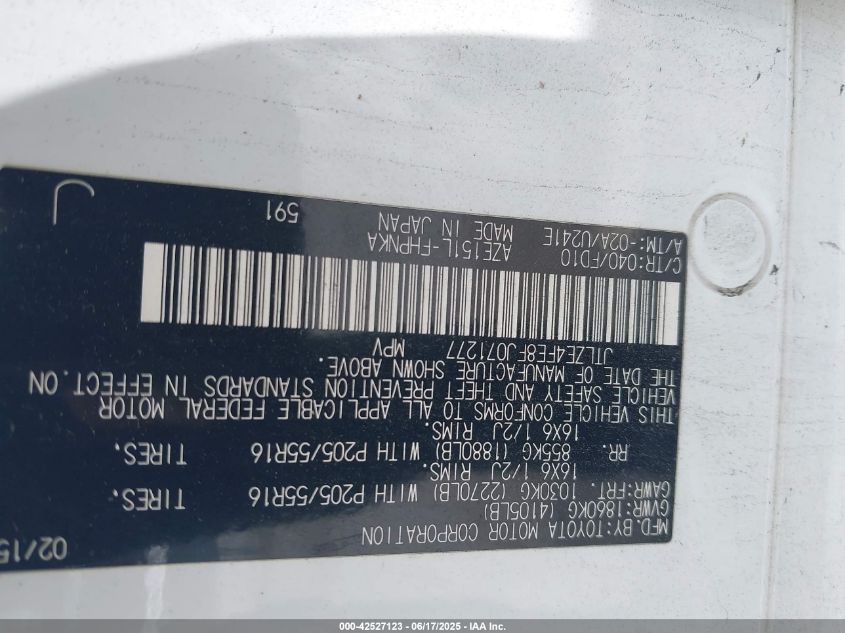 MFD.BY:TOYOTA MOTOR CORPORATION 02/15
GVWR:1860KG (4105LB)
GAWR:FRT. 1030KG (2270LB) WITH P205/55R16 TIRES.
16X6 1/2J RIMS.
RR. 855KG (1880LB) WITH P205/55R16 TIRES.
16X6 1/2J RIMS.
THIS VEHICLE CONFORMS TO ALL APPLICABLE FEDERAL MOTOR
VEHICLE SAFETY AND THEFT PREVENTION STANDARDS IN EFFECT ON
THE DATE OF MANUFACTURE SHOWN ABOVE.
JTLZE4FE8FJ071277 MPV
C/TR:040/FD10 AZE151L-FHPNKA
A/TM:-02A/U241E MADE IN JAPAN 591
000-42527123 - 06/17/2025 - IAA Inc.